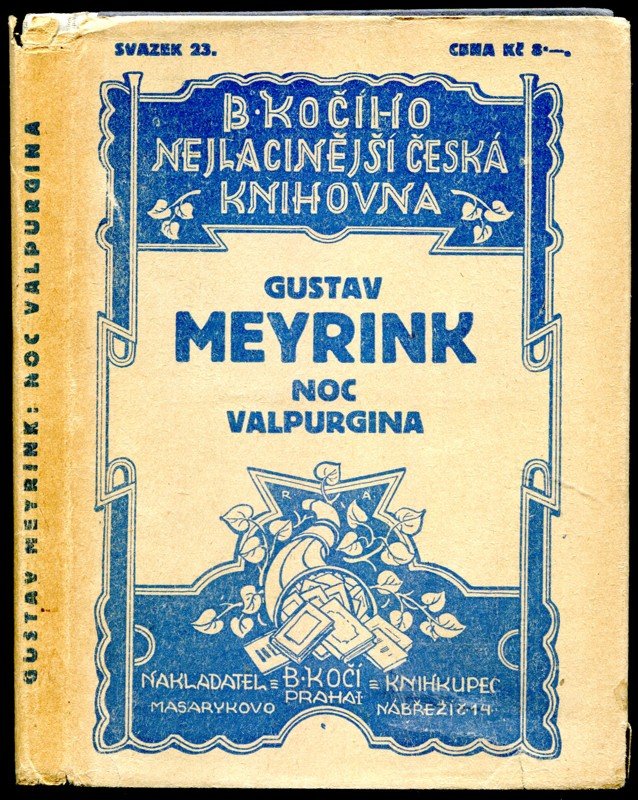 SVAZEK 23.
CENA Kč 8·—.
B·KOČÍHO
NEJLACINĚJŠÍ ČESKÁ
KNIHOVNA
GUSTAV
MEYRINK
NOC
VALPURGINA
R A
NAKLADATEL = B·KOČÍ = KNIHKUPEC
PRAHA I
MASARYKOVO NÁBŘEŽÍ Č·14·
GUSTAV MEYRINK: NOC VALPURGINA